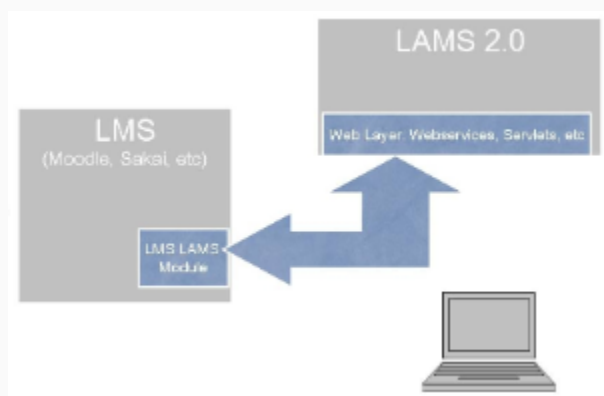 LAMS 2.0
Web Layer: Webservices, Servlets, etc
LMS
(Moodle, Sakai, etc)
LMS LAMS
Module